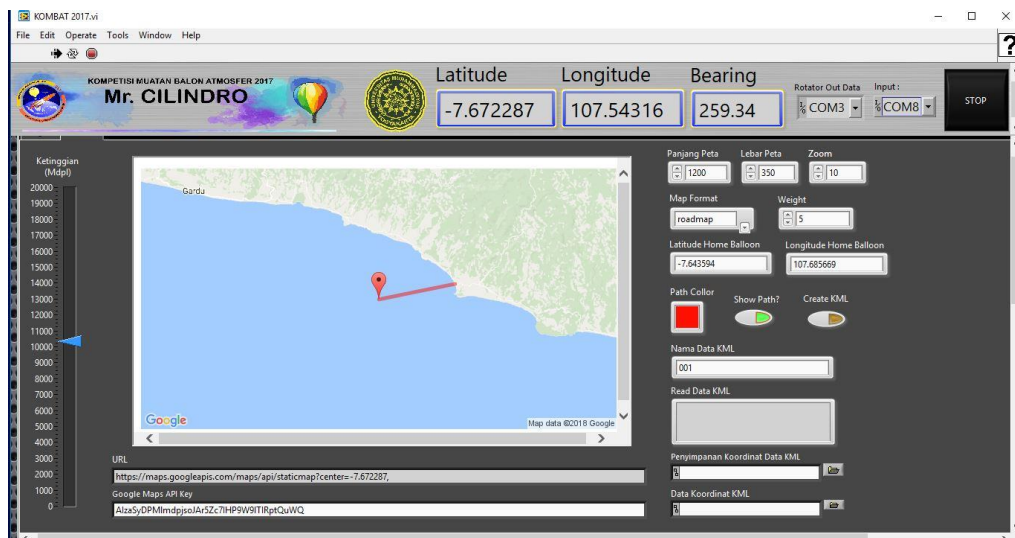 KOMBAT 2017.vi
File Edit Operate Tools Window Help
?
KOMPETISI MUATAN BALON ATMOSFER 2017
Mr. CILINDRO
Latitude Longitude Bearing
Rotator Out Data Input :
-7.672287 107.54316 259.34
COM3 COM8
STOP
Ketinggian
(Mdpl)
20000
19000
18000
17000
16000
15000
14000
13000
12000
11000
10000
9000
8000
7000
6000
5000
4000
3000
2000
1000
0
Gardu
Google
Map data ©2018 Google
URL
https://maps.googleapis.com/maps/api/staticmap?center=-7.672287,
Google Maps API Key
Panjang Peta Lebar Peta Zoom
1200 350 10
Map Format Weight
roadmap 5
Latitude Home Balloon Longitude Home Balloon
-7.643594 107.685669
Path Collor Show Path? Create KML
Nama Data KML
001
Read Data KML
Penyimpanan Koordinat Data KML
Data Koordinat KML